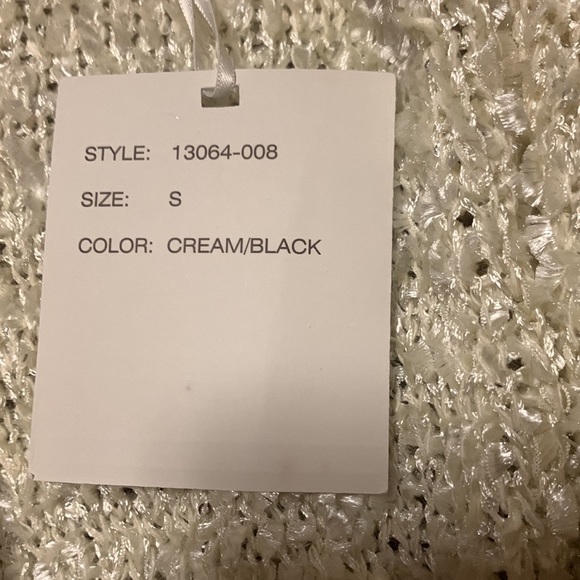 STYLE: 13064-008
SIZE: S
COLOR: CREAM/BLACK